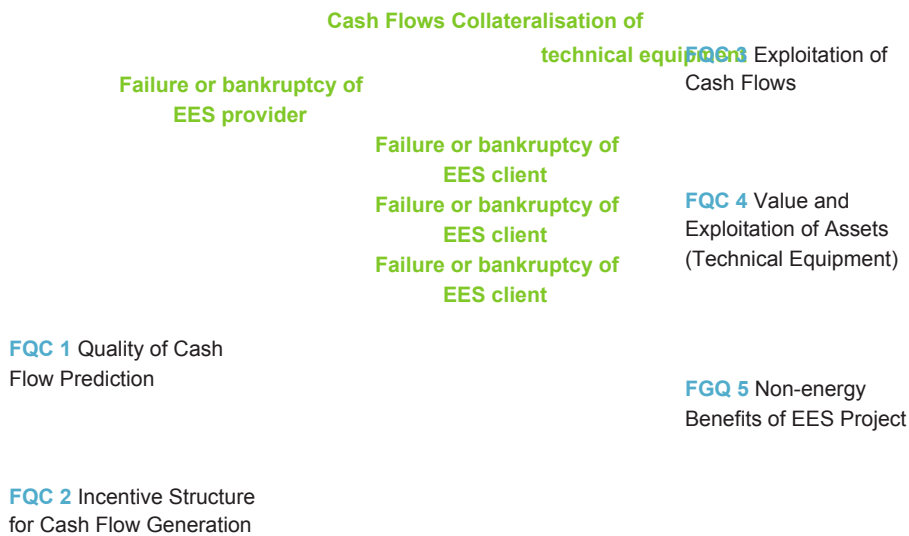 Cash Flows Collateralisation of
technical equipment
FQC 3 Exploitation of
Cash Flows
Failure or bankruptcy of
EES provider
Failure or bankruptcy of
EES client
Failure or bankruptcy of
EES client
Failure or bankruptcy of
EES client
FQC 4 Value and
Exploitation of Assets
(Technical Equipment)
FQC 1 Quality of Cash
Flow Prediction
FGQ 5 Non-energy
Benefits of EES Project
FQC 2 Incentive Structure
for Cash Flow Generation